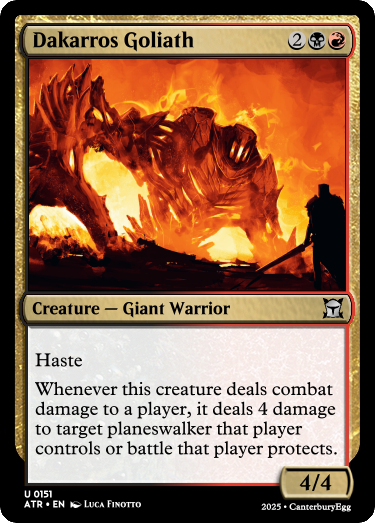 Dakarros Goliath 2
Creature — Giant Warrior
Haste
Whenever this creature deals combat
damage to a player, it deals 4 damage
to target planeswalker that player
controls or battle that player protects.
4/4
U 0151
ATR • EN Luca Finotto
2025 • CanterburyEgg